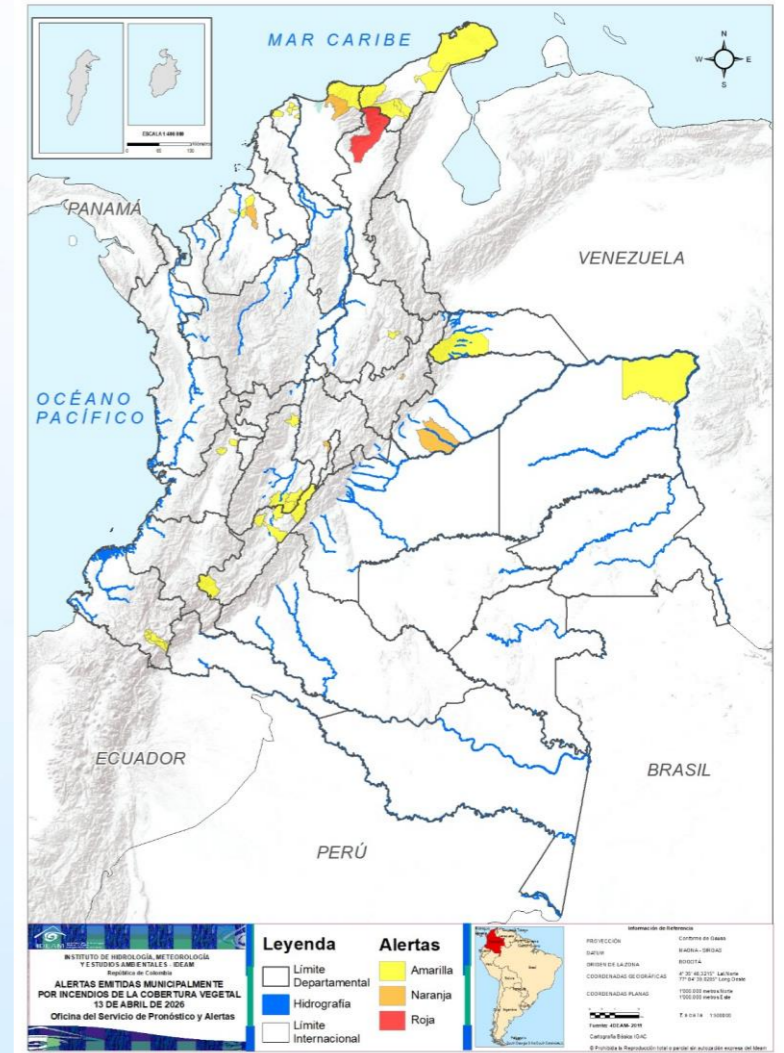 MAR CARIBE
N
W E
S
ESCALA 1:400.000
PANAMÁ
VENEZUELA
OCÉANO
PACÍFICO
ECUADOR
BRASIL
PERÚ
INSTITUTO DE HIDROLOGÍA, METEOROLOGÍA
Y ESTUDIOS AMBIENTALES - IDEAM
República de Colombia
ALERTAS EMITIDAS MUNICIPALMENTE
POR INCENDIOS DE LA COBERTURA VEGETAL
13 DE ABRIL DE 2026
Oficina del Servicio de Pronóstico y Alertas
Leyenda
Límite
Departamental
Hidrografía
Límite
Internacional
Alertas
Amarilla
Naranja
Roja
Información de Referencia
PROYECCIÓN Conforme de Gauss
DATUM MAGNA - SIRGAS
ORIGEN DE LA ZONA BOGOTÁ
COORDENADAS GEOGRÁFICAS
COORDENADAS PLANAS
Fuente:
Cartografía Básica IGAC